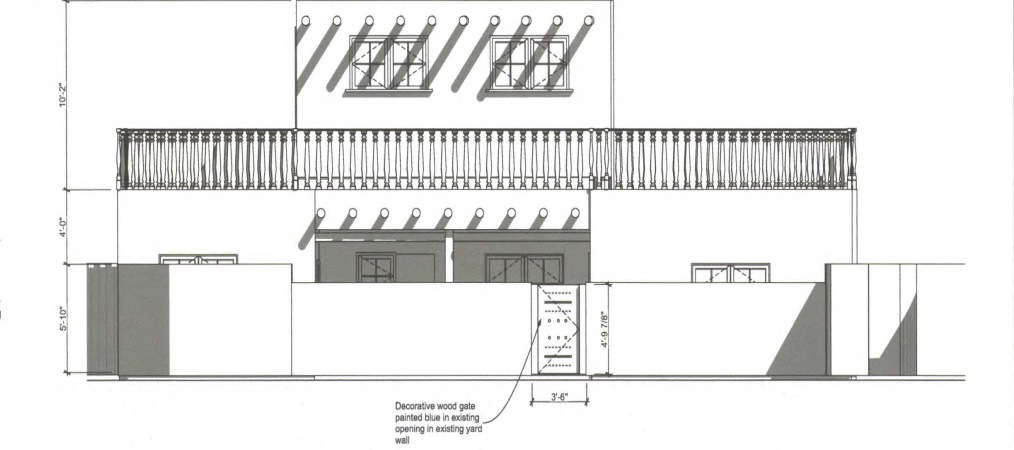 10'-2"
4'-0"
5'-10"
4'-9 7/8"
3'-6"
Decorative wood gate
painted blue in existing
opening in existing yard
wall